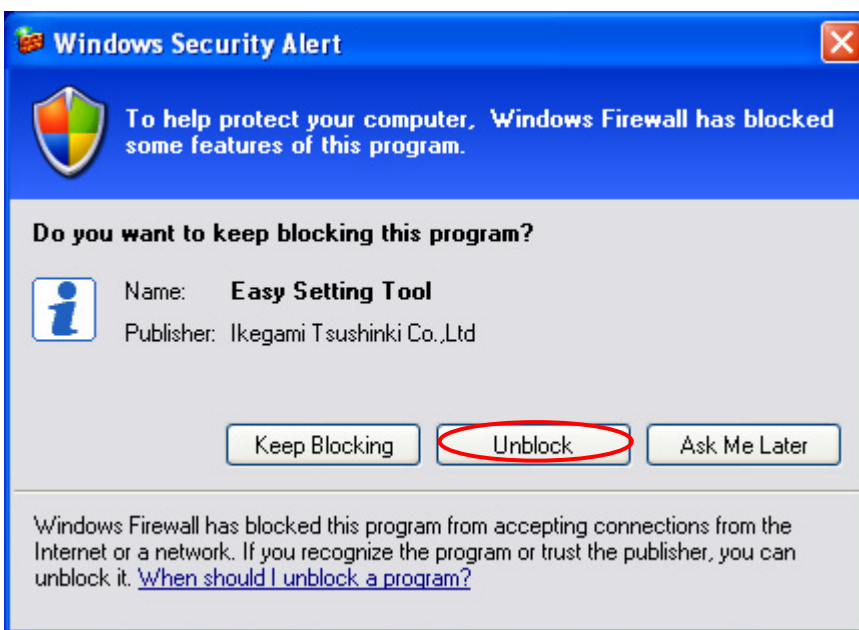 Windows Security Alert
To help protect your computer, Windows Firewall has blocked
some features of this program.
Do you want to keep blocking this program?
Name: Easy Setting Tool
Publisher: Ikegami Tsushinki Co.,Ltd
Keep Blocking Unblock Ask Me Later
Windows Firewall has blocked this program from accepting connections from the
Internet or a network. If you recognize the program or trust the publisher, you can
unblock it. When should I unblock a program?